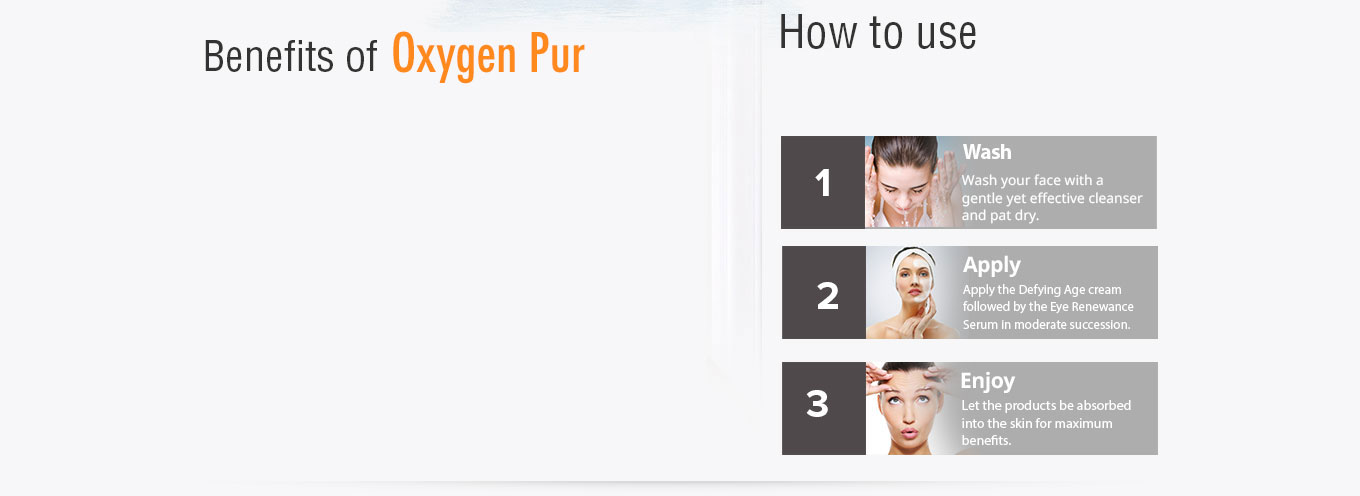 Benefits of Oxygen Pur
How to use
1
Wash
Wash your face with a
gentle yet effective cleanser
and pat dry.
2
Apply
Apply the Defying Age cream
followed by the Eye Renewance
Serum in moderate succession.
3
Enjoy
Let the products be absorbed
into the skin for maximum
benefits.